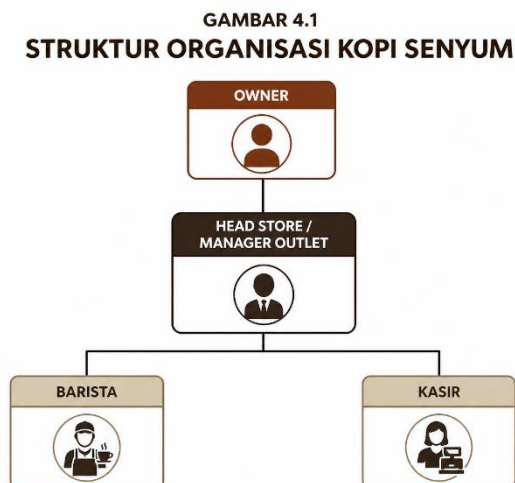 GAMBAR 4.1
STRUKTUR ORGANISASI KOPI SENYUM
OWNER
HEAD STORE /
MANAGER OUTLET
BARISTA
KASIR